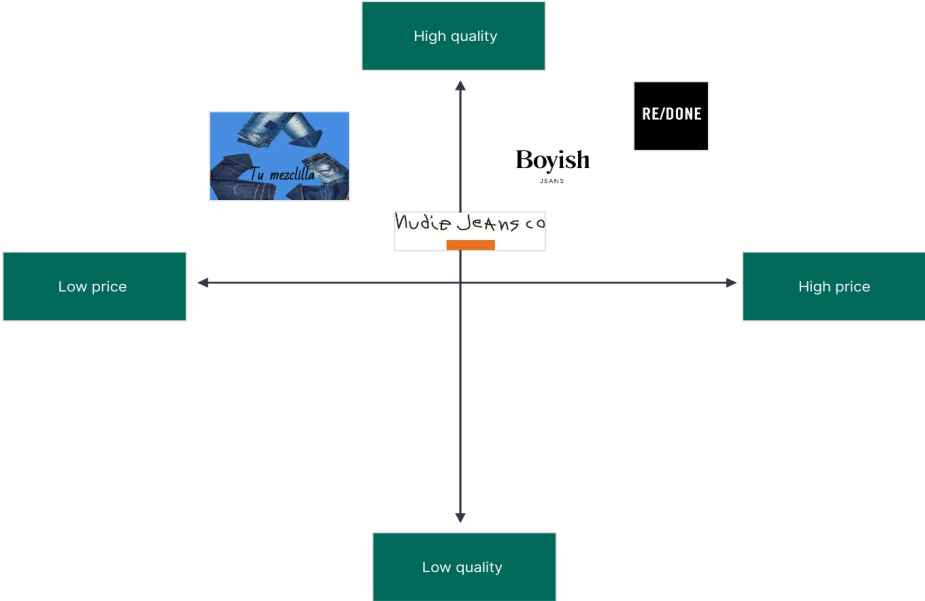 High quality
RE/DONE
Boyish
JEANS
Tu mezclilla
Nudie Jeans co
Low price
High price
Low quality